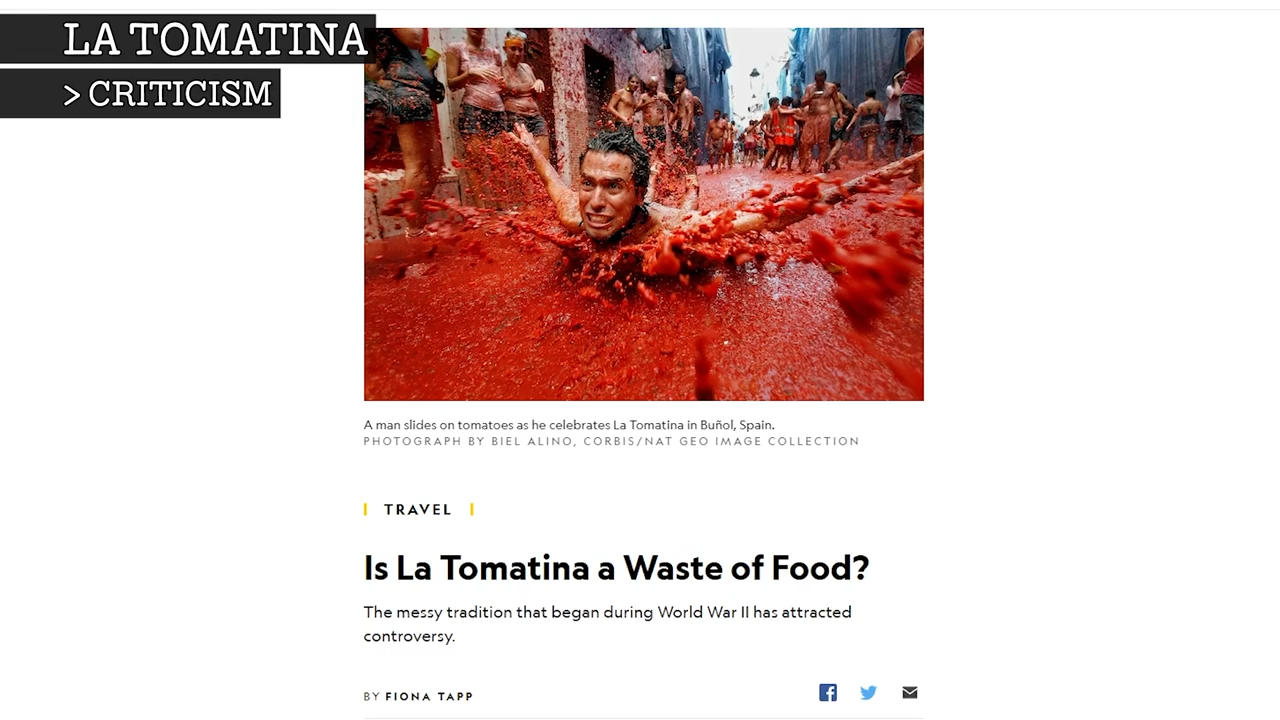 LA TOMATINA
> CRITICISM
A man slides on tomatoes as he celebrates La Tomatina in Buñol, Spain.
PHOTOGRAPH BY BIEL ALINO, CORBIS/NAT GEO IMAGE COLLECTION
TRAVEL
Is La Tomatina a Waste of Food?
The messy tradition that began during World War II has attracted
controversy.
BY FIONA TAPP